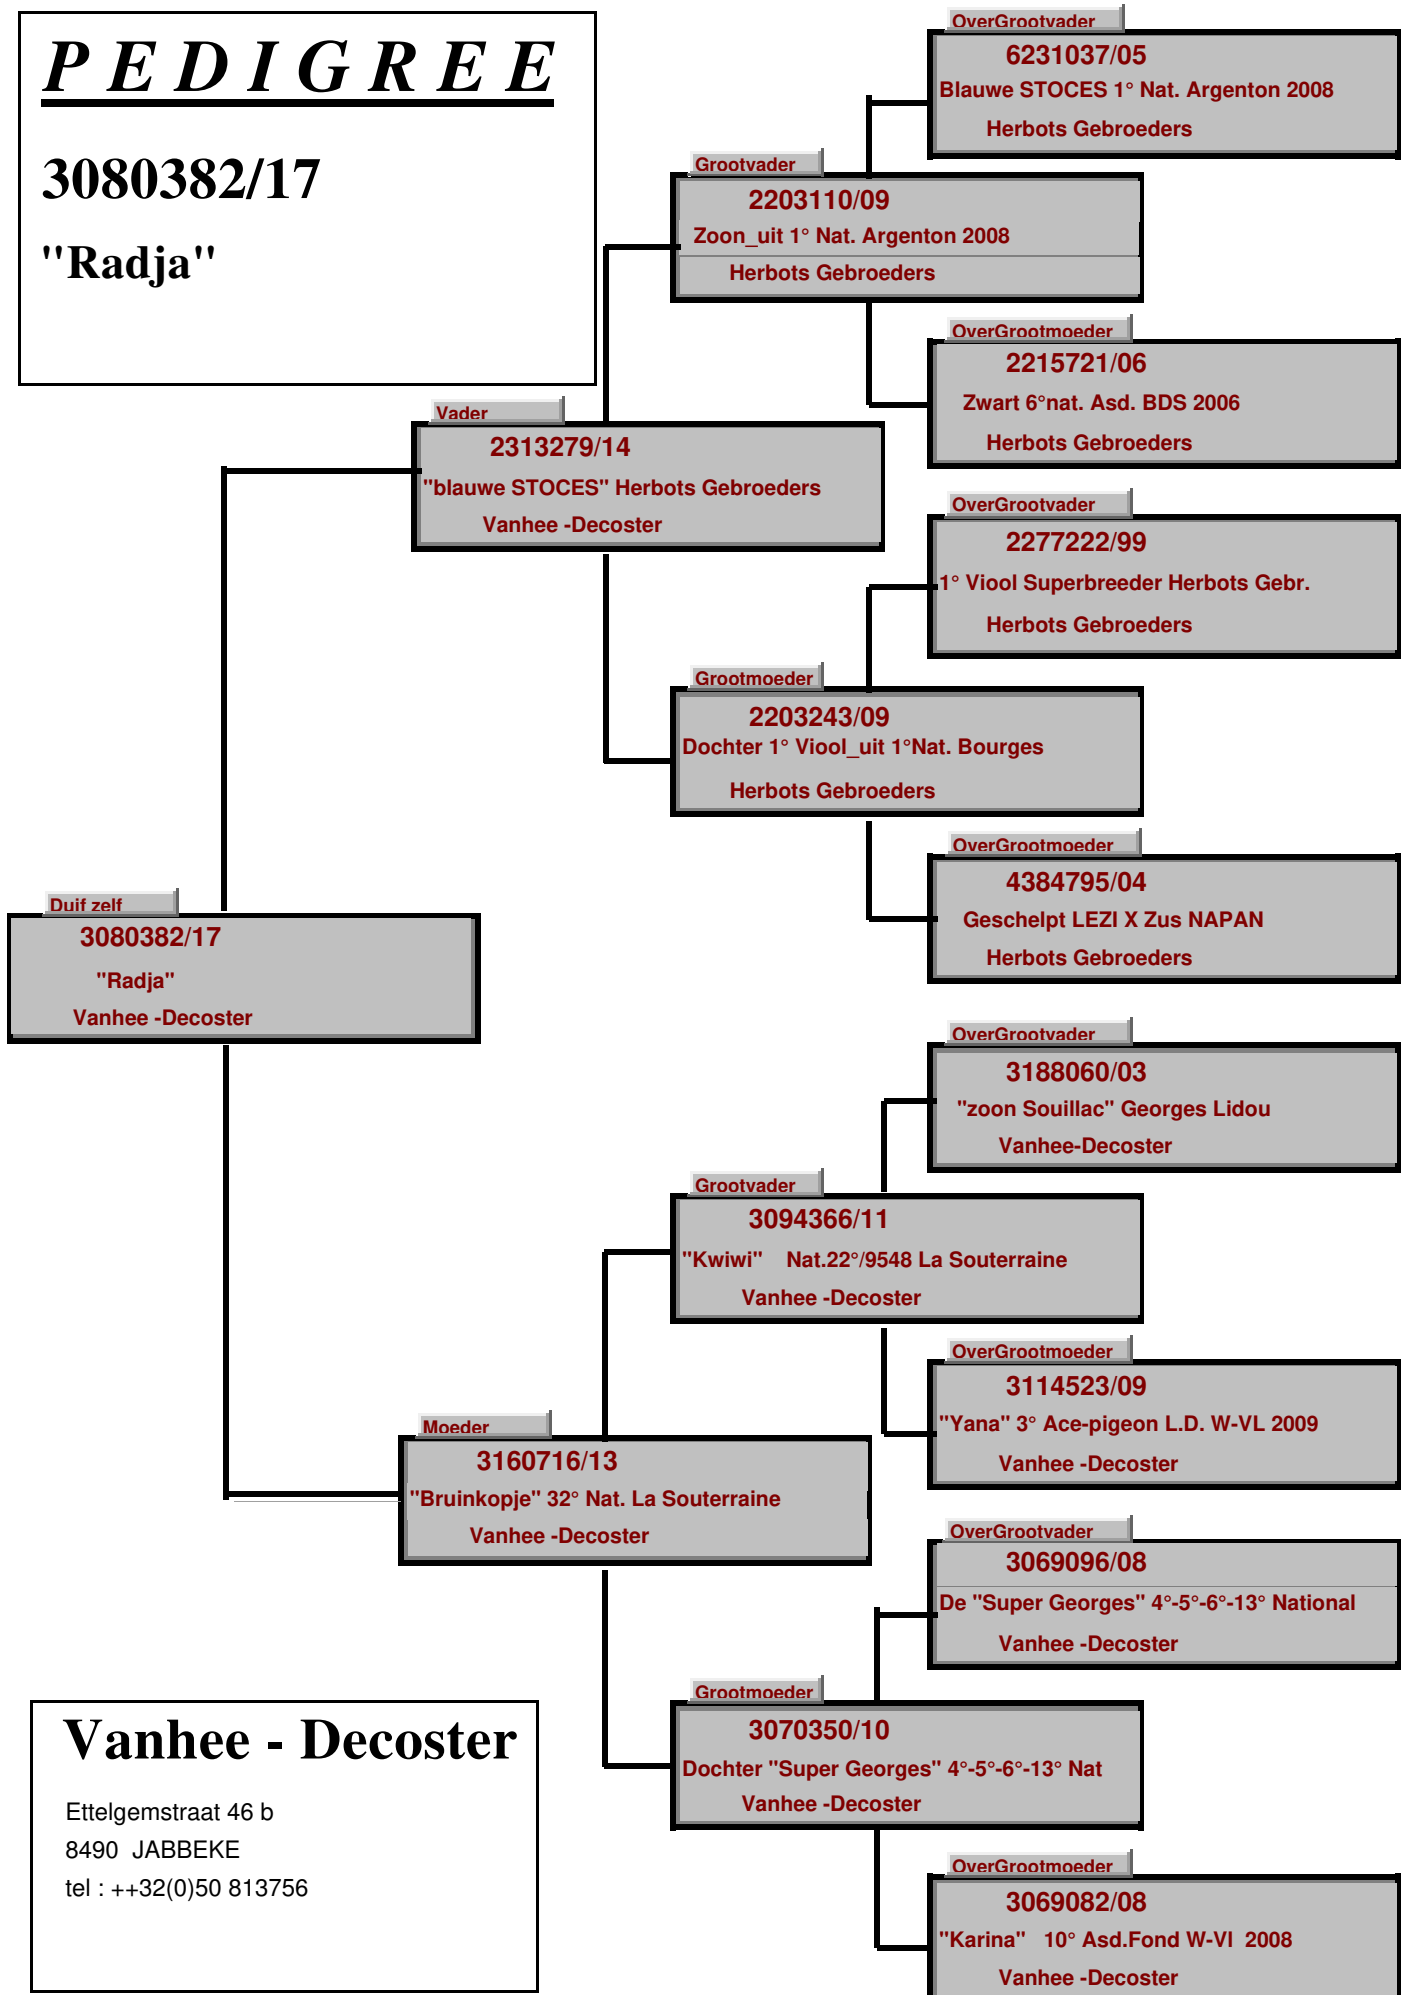 P E D I G R E E
3080382/17
"Radja"
OverGrootvader
6231037/05
Blauwe STOCES 1° Nat. Argenton 2008
Herbots Gebroeders
Grootvader
2203110/09
Zoon_uit 1° Nat. Argenton 2008
Herbots Gebroeders
OverGrootmoeder
2215721/06
Zwart 6°nat. Asd. BDS 2006
Herbots Gebroeders
Vader
2313279/14
"blauwe STOCES" Herbots Gebroeders
Vanhee -Decoster
OverGrootvader
2277222/99
1° Viool Superbreeder Herbots Gebr.
Herbots Gebroeders
Grootmoeder
2203243/09
Dochter 1° Viool_uit 1°Nat. Bourges
Herbots Gebroeders
OverGrootmoeder
4384795/04
Geschelpt LEZI X Zus NAPAN
Herbots Gebroeders
Duif zelf
3080382/17
"Radja"
Vanhee -Decoster
OverGrootvader
3188060/03
"zoon Souillac" Georges Lidou
Vanhee-Decoster
Grootvader
3094366/11
"Kwiwi" Nat.22°/9548 La Souterraine
Vanhee -Decoster
OverGrootmoeder
3114523/09
"Yana" 3° Ace-pigeon L.D. W-VL 2009
Vanhee -Decoster
Moeder
3160716/13
"Bruinkopje" 32° Nat. La Souterraine
Vanhee -Decoster
OverGrootvader
3069096/08
De "Super Georges" 4°-5°-6°-13° National
Vanhee -Decoster
Grootmoeder
3070350/10
Dochter "Super Georges" 4°-5°-6°-13° Nat
Vanhee -Decoster
OverGrootmoeder
3069082/08
"Karina" 10° Asd.Fond W-Vl 2008
Vanhee -Decoster
Vanhee - Decoster
Ettelgemstraat 46 b
8490 JABBEKE
tel : ++32(0)50 813756